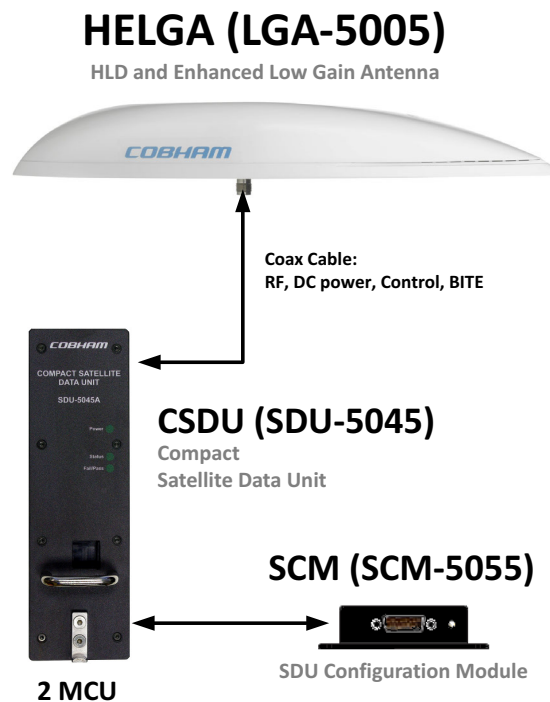 HELGA (LGA-5005)
HLD and Enhanced Low Gain Antenna
COBHAM
Coax Cable:
RF, DC power, Control, BITE
COBHAM
COMPACT SATELLITE
DATA UNIT
SDU-5045A
Power
Status
Fail/Pass
CSDU (SDU-5045)
Compact
Satellite Data Unit
SCM (SCM-5055)
SDU Configuration Module
2 MCU